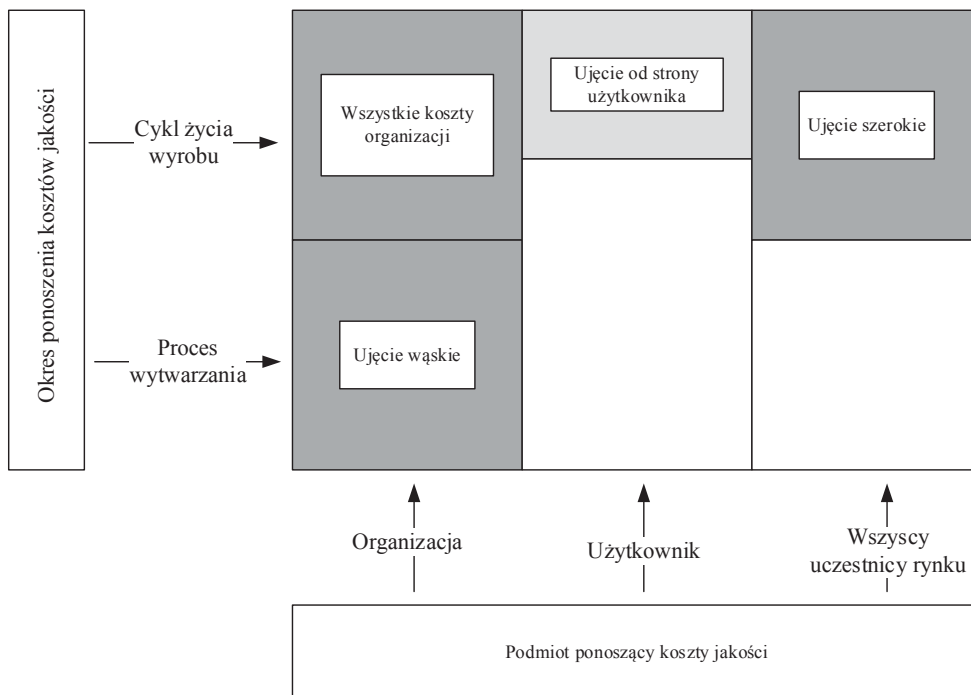 Okres ponoszenia kosztów jakości
Cykl życia
wyrobu
Wszystkie koszty
organizacji
Ujęcie od strony
użytkownika
Ujęcie szerokie
Proces
wytwarzania
Ujęcie wąskie
Organizacja
Użytkownik
Wszyscy
uczestnicy rynku
Podmiot ponoszący koszty jakości